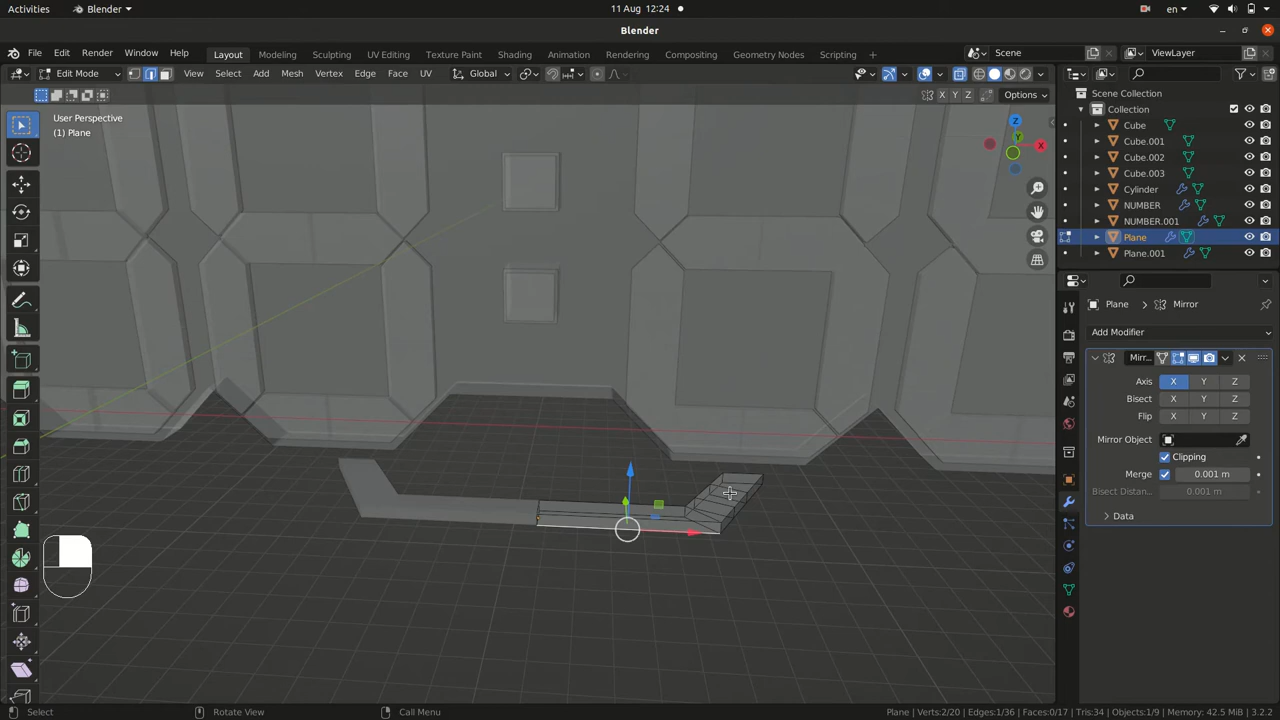 Activities
Blender
11 Aug 12:24
en
Blender
File Edit Render Window Help
Layout Modeling Sculpting UV Editing Texture Paint Shading Animation Rendering Compositing Geometry Nodes Scripting +
Scene
ViewLayer
Edit Mode
View Select Add Mesh Vertex Edge Face UV
Global
X Y Z
Options
User Perspective
(1) Plane
Z
Y
X
Scene Collection
Collection
Cube
Cube.001
Cube.002
Cube.003
Cylinder
NUMBER
NUMBER.001
Plane
Plane.001
Plane
Mirror
Add Modifier
Mirr...
Axis X Y Z
Bisect X Y Z
Flip X Y Z
Mirror Object
Clipping
Merge 0.001 m
Bisect Distan... 0.001 m
Data
Select
Rotate View
Call Menu
Plane | Verts:2/20 | Edges:1/36 | Faces:0/17 | Tris:34 | Objects:1/9 | Memory: 42.5 MiB | 3.2.2